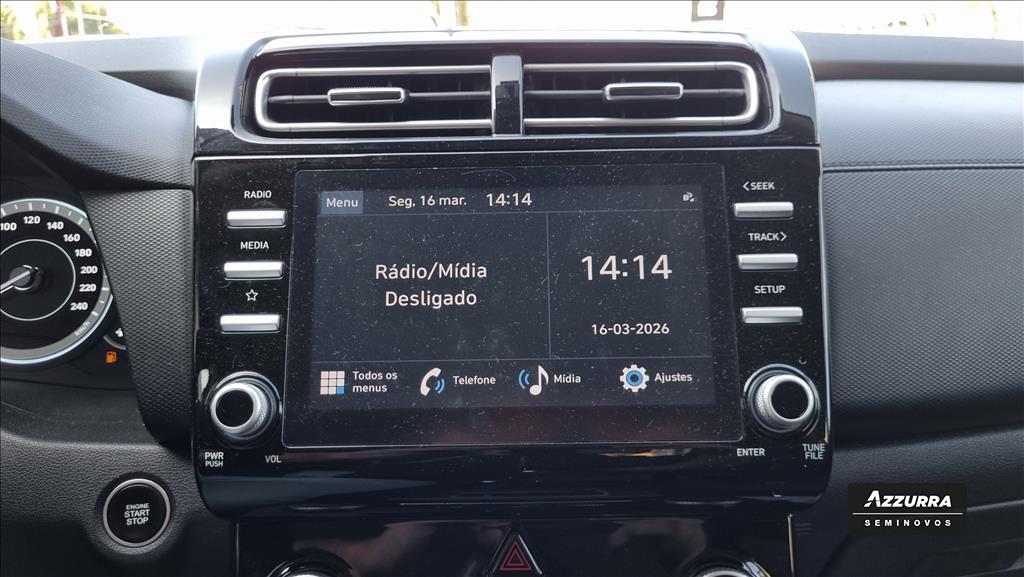 RADIO
MEDIA
Menu
Seg, 16 mar.
14:14
Rádio/Mídia
Desligado
14:14
16-03-2026
Todos os
menus
Telefone
Mídia
Ajustes
<SEEK
TRACK>
SETUP
PWR
PUSH
VOL
ENTER
TUNE
FILE
100
120
140
160
180
200
220
240
ENGINE
START
STOP
AZZURRA
SEMINOVOS